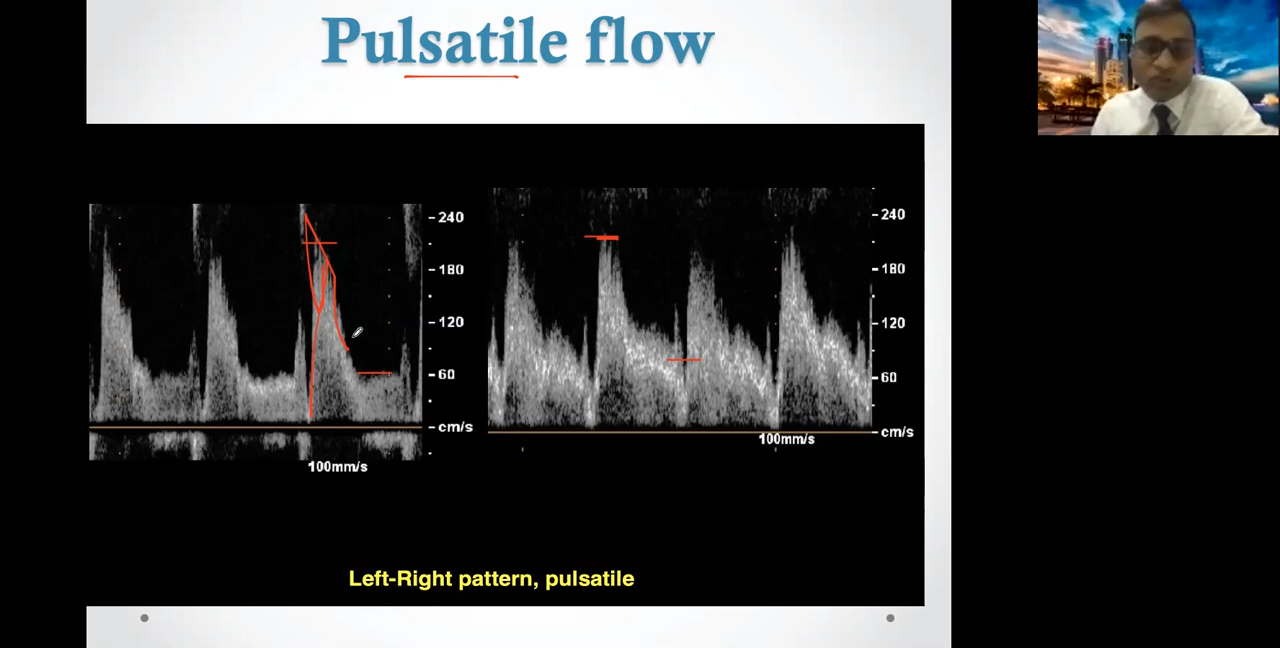 Pulsatile flow
240
180
120
60
cm/s
100mm/s
240
180
120
60
cm/s
100mm/s
Left-Right pattern, pulsatile